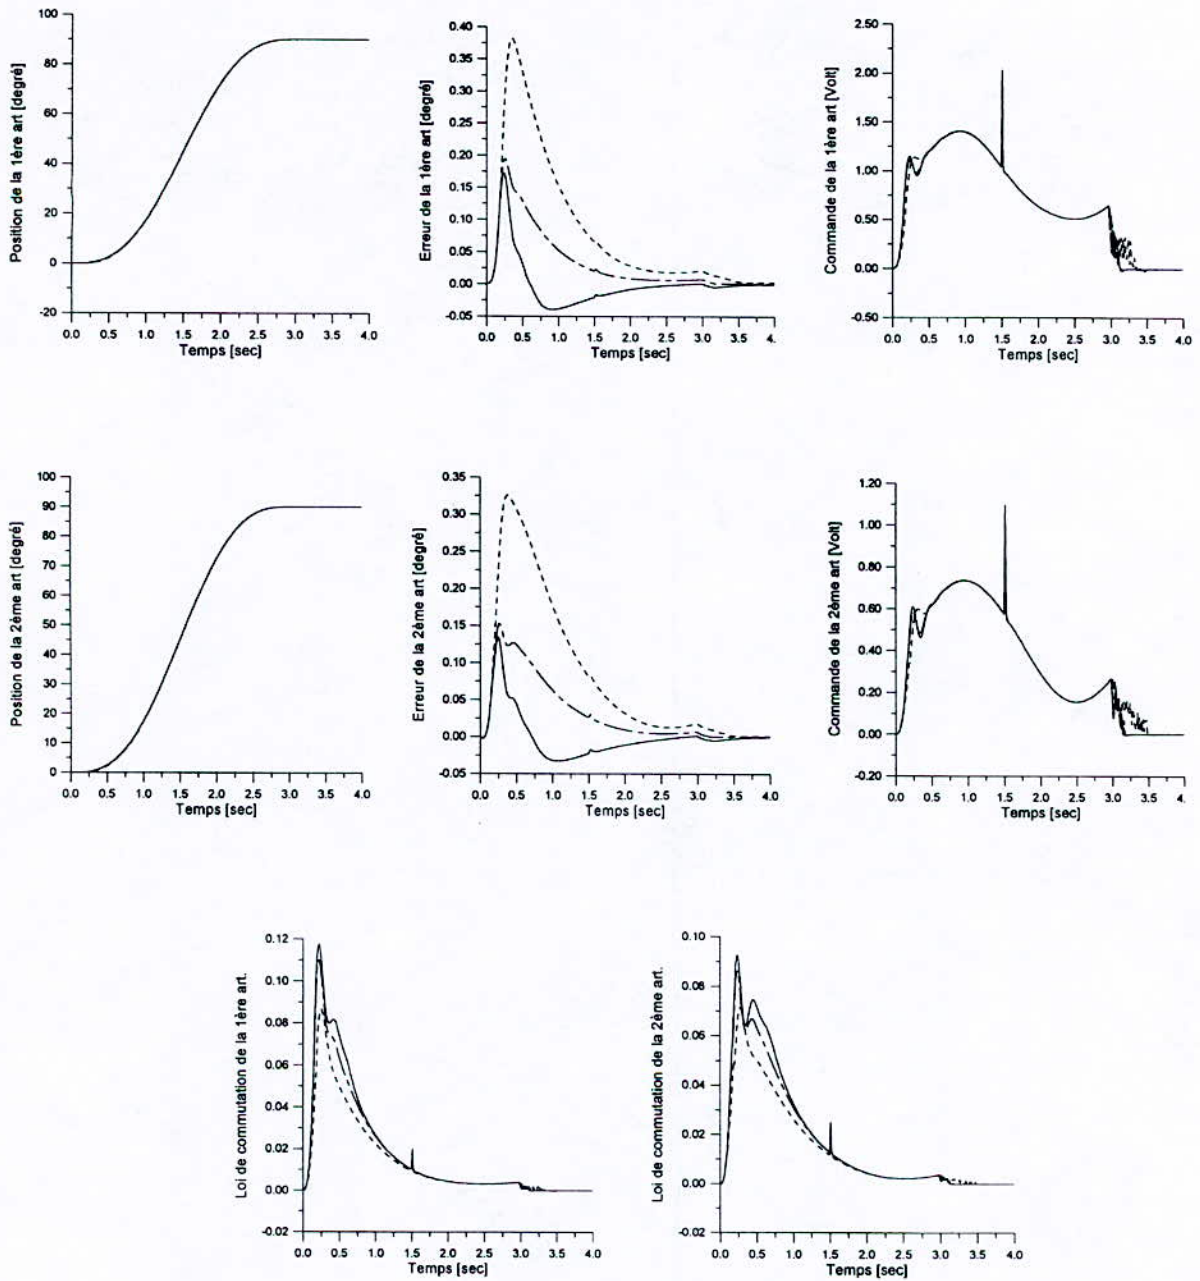 Position de la 1ère art [degré]
100
80
60
40
20
0
-20
0.0 0.5 1.0 1.5 2.0 2.5 3.0 3.5 4.0
Temps [sec]
Erreur de la 1ère art [degré]
0.40
0.35
0.30
0.25
0.20
0.15
0.10
0.05
0.00
-0.05
0.0 0.5 1.0 1.5 2.0 2.5 3.0 3.5 4.
Temps [sec]
Commande de la 1ère art [Volt]
2.50
2.00
1.50
1.00
0.50
0.00
-0.50
0.0 0.5 1.0 1.5 2.0 2.5 3.0 3.5 4.0
Temps [sec]
Position de la 2ème art [degré]
100
90
80
70
60
50
40
30
20
10
0
0.0 0.5 1.0 1.5 2.0 2.5 3.0 3.5 4.0
Temps [sec]
Erreur de la 2ème art [degré]
0.35
0.30
0.25
0.20
0.15
0.10
0.05
0.00
-0.05
0.0 0.5 1.0 1.5 2.0 2.5 3.0 3.5 4.0
Temps [sec]
Commande de la 2ème art [Volt]
1.20
1.00
0.80
0.60
0.40
0.20
0.00
-0.20
0.0 0.5 1.0 1.5 2.0 2.5 3.0 3.5 4.0
Temps [sec]
Loi de commutation de la 1ère art.
0.12
0.10
0.08
0.06
0.04
0.02
0.00
-0.02
0.0 0.5 1.0 1.5 2.0 2.5 3.0 3.5 4.0
Temps [sec]
Loi de commutation de la 2ème art.
0.10
0.08
0.06
0.04
0.02
0.00
-0.02
0.0 0.5 1.0 1.5 2.0 2.5 3.0 3.5 4.0
Temps [sec]